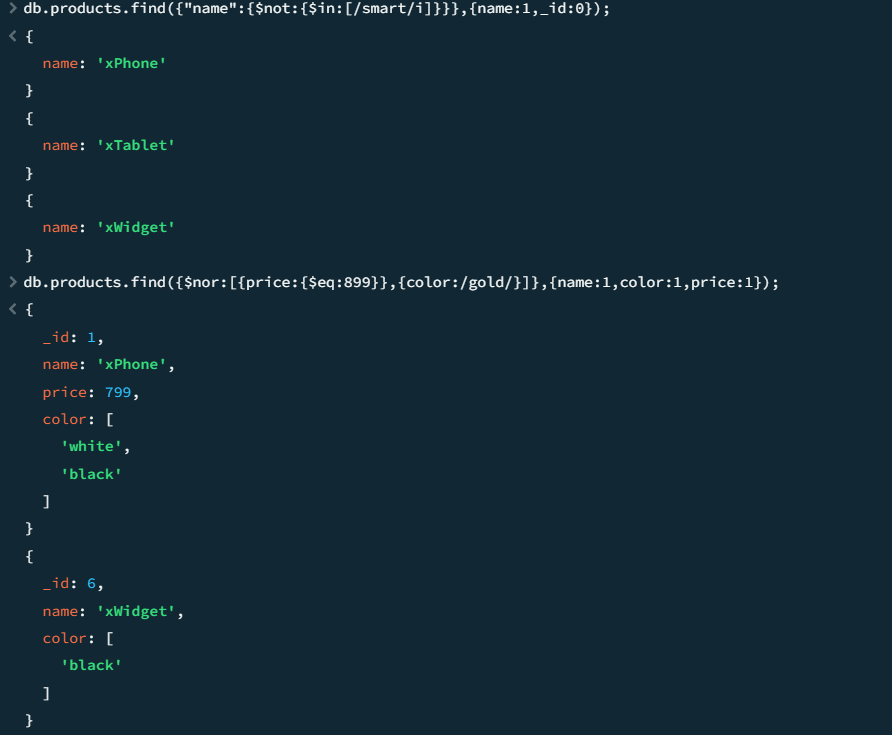 > db.products.find({"name":{$not:{$in:[/smart/i]}}},{name:1,_id:0});
< {
name: 'xPhone'
}
{
name: 'xTablet'
}
{
name: 'xWidget'
}
> db.products.find({$nor:[{price:{$eq:899}},{color:/gold/}]},{name:1,color:1,price:1});
< {
_id: 1,
name: 'xPhone',
price: 799,
color: [
'white',
'black'
]
}
{
_id: 6,
name: 'xWidget',
color: [
'black'
]
}